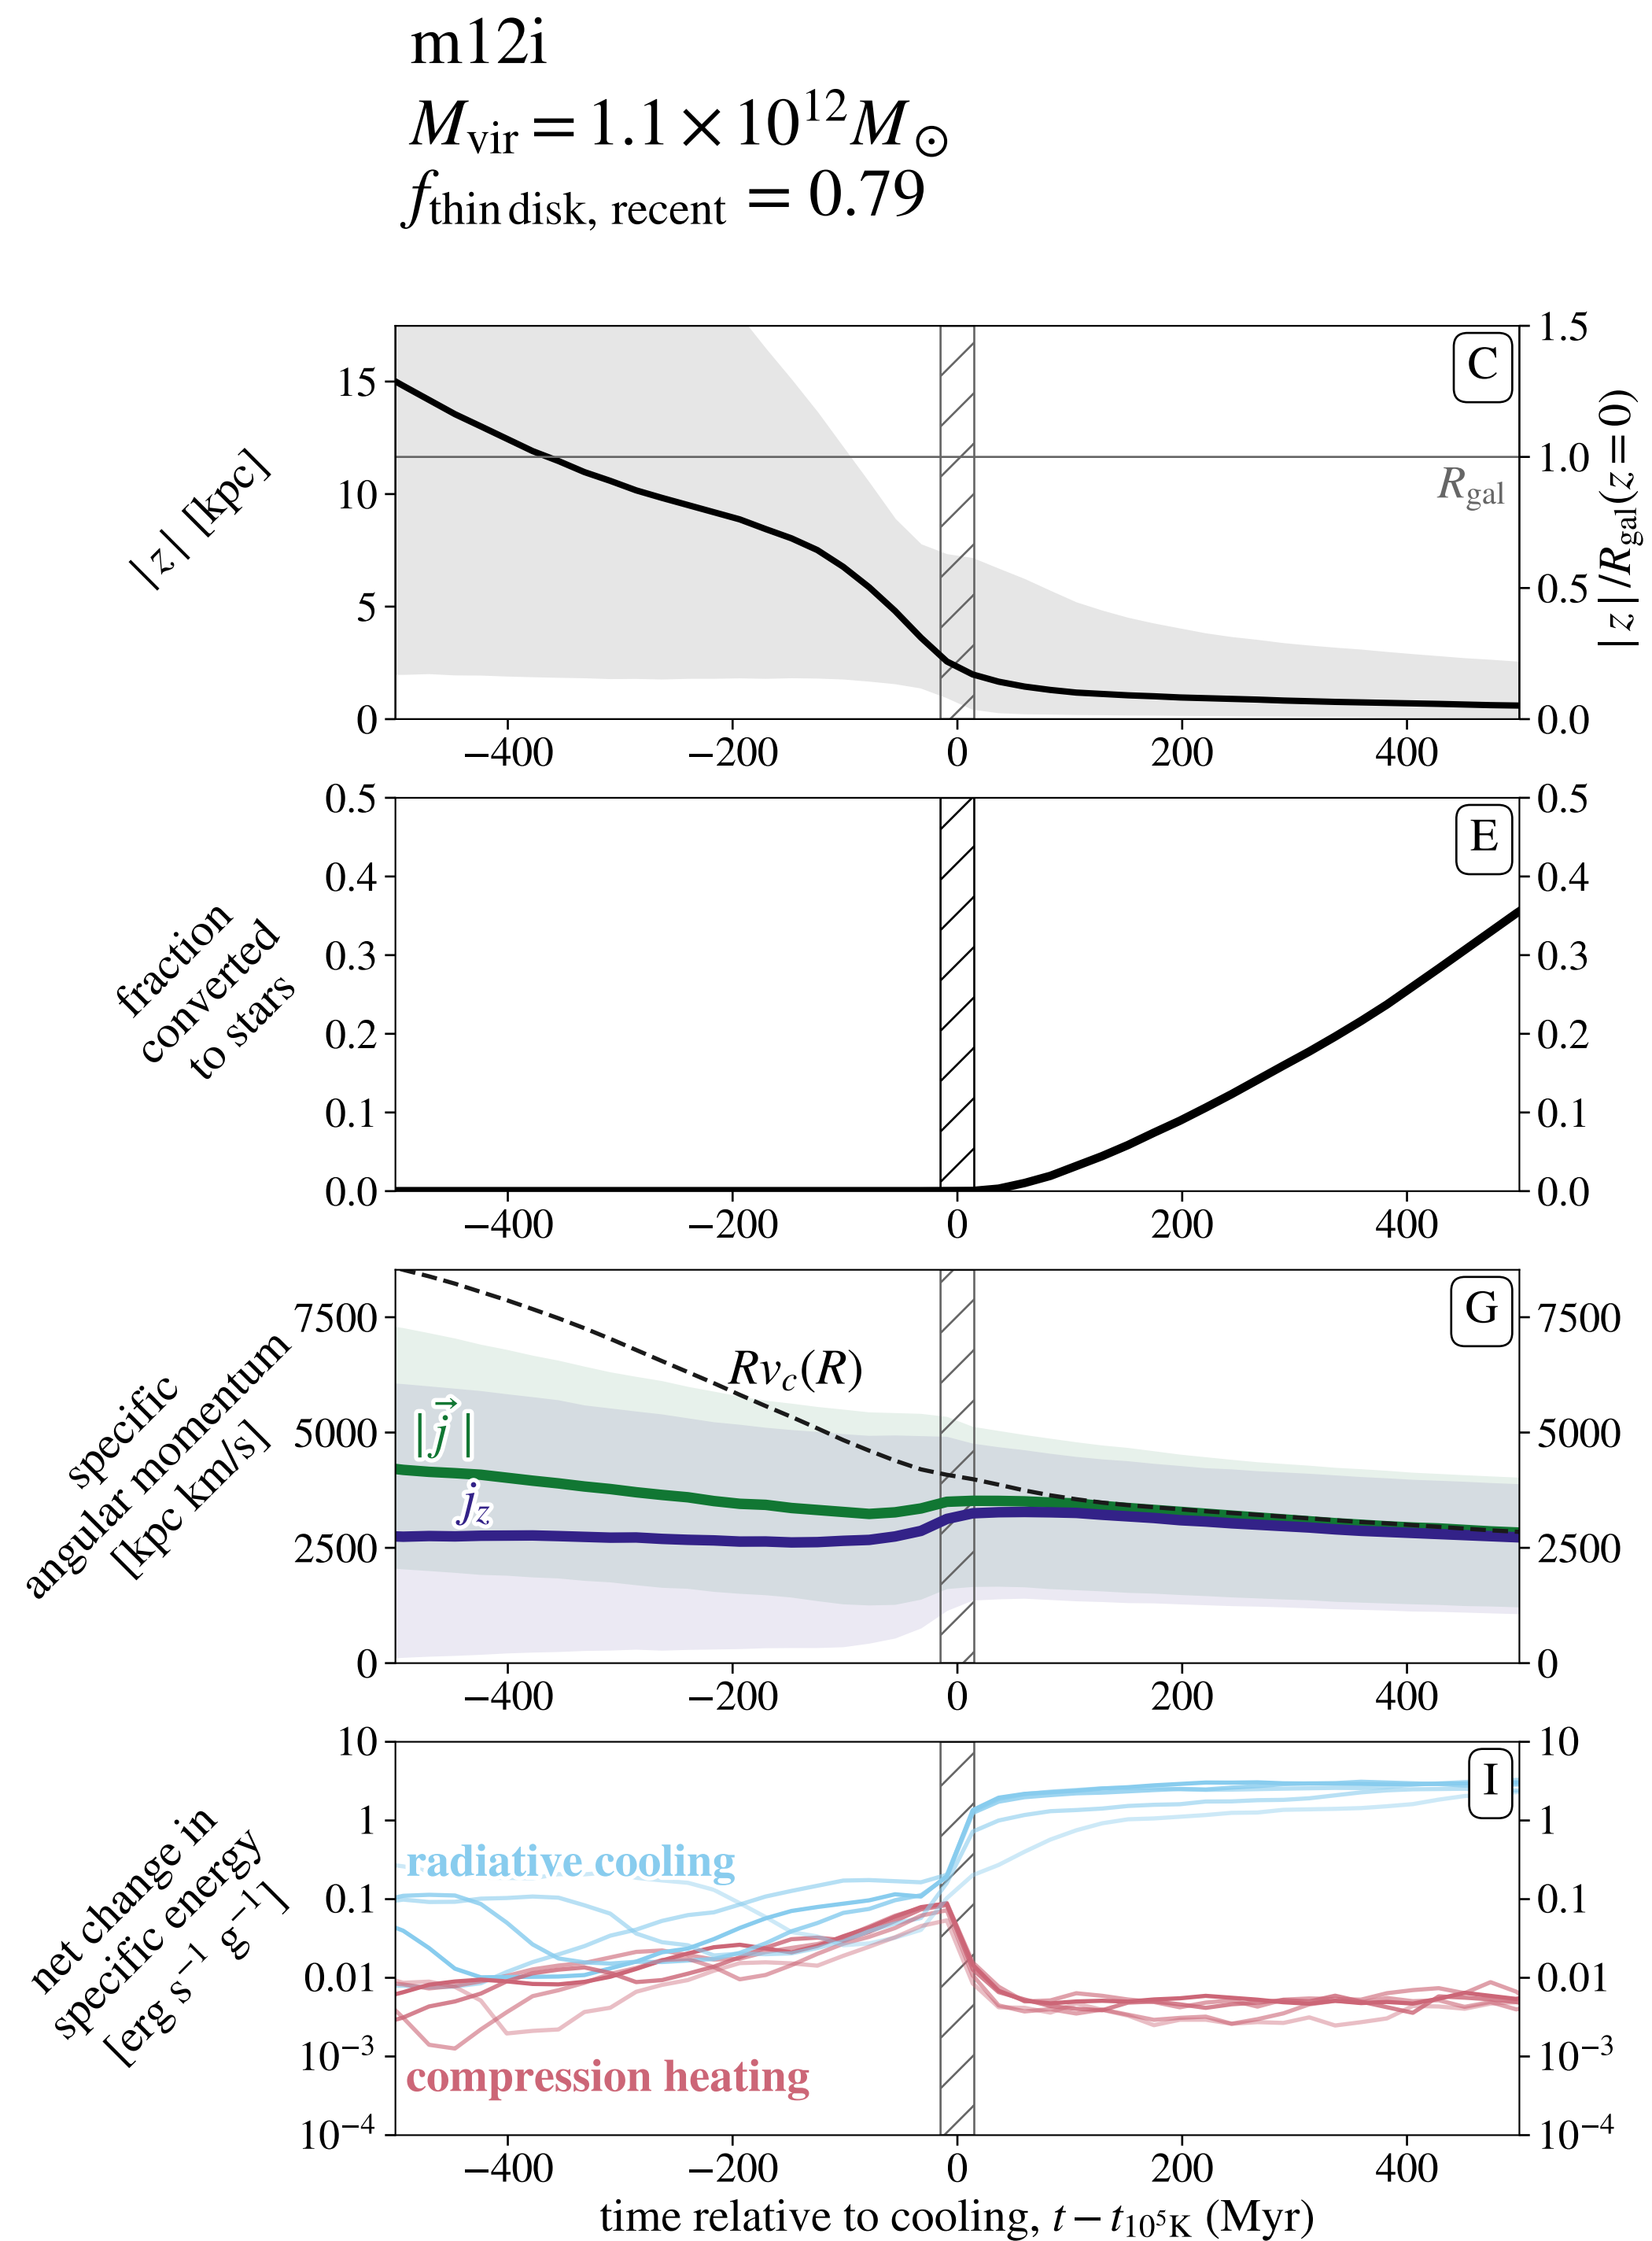 m12i
M_vir = 1.1 × 10^12 M_⊙
f_thin disk, recent = 0.79
|z| [kpc]
15
10
5
0
C
R_gal
1.5
1.0
0.5
0.0
|z|/R_gal(z=0)
−400 −200 0 200 400
fraction
converted
to stars
0.5
0.4
0.3
0.2
0.1
0.0
E
0.5
0.4
0.3
0.2
0.1
0.0
−400 −200 0 200 400
specific
angular momentum
[kpc km/s]
7500
5000
2500
0
Rv_c(R)
|j⃗|
j_z
G
7500
5000
2500
0
−400 −200 0 200 400
net change in
specific energy
[erg s^−1 g^−1]
10
1
0.1
0.01
10^−3
10^−4
radiative cooling
compression heating
I
10
1
0.1
0.01
10^−3
10^−4
−400 −200 0 200 400
time relative to cooling, t − t_10^5K (Myr)